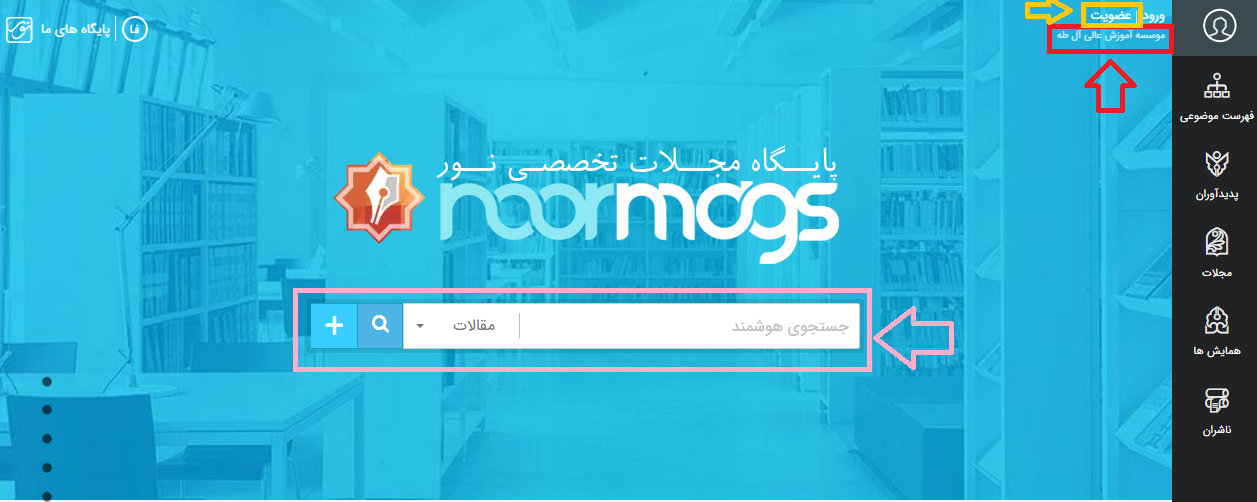 ورود | عضویت
موسسه آموزش عالی آل طه
فا | پایگاه های ما
فهرست موضوعی
پدیدآوران
مجلات
همایش ها
ناشران
پایگاه مجلات تخصصی نور
noormags
جستجوی هوشمند
مقالات